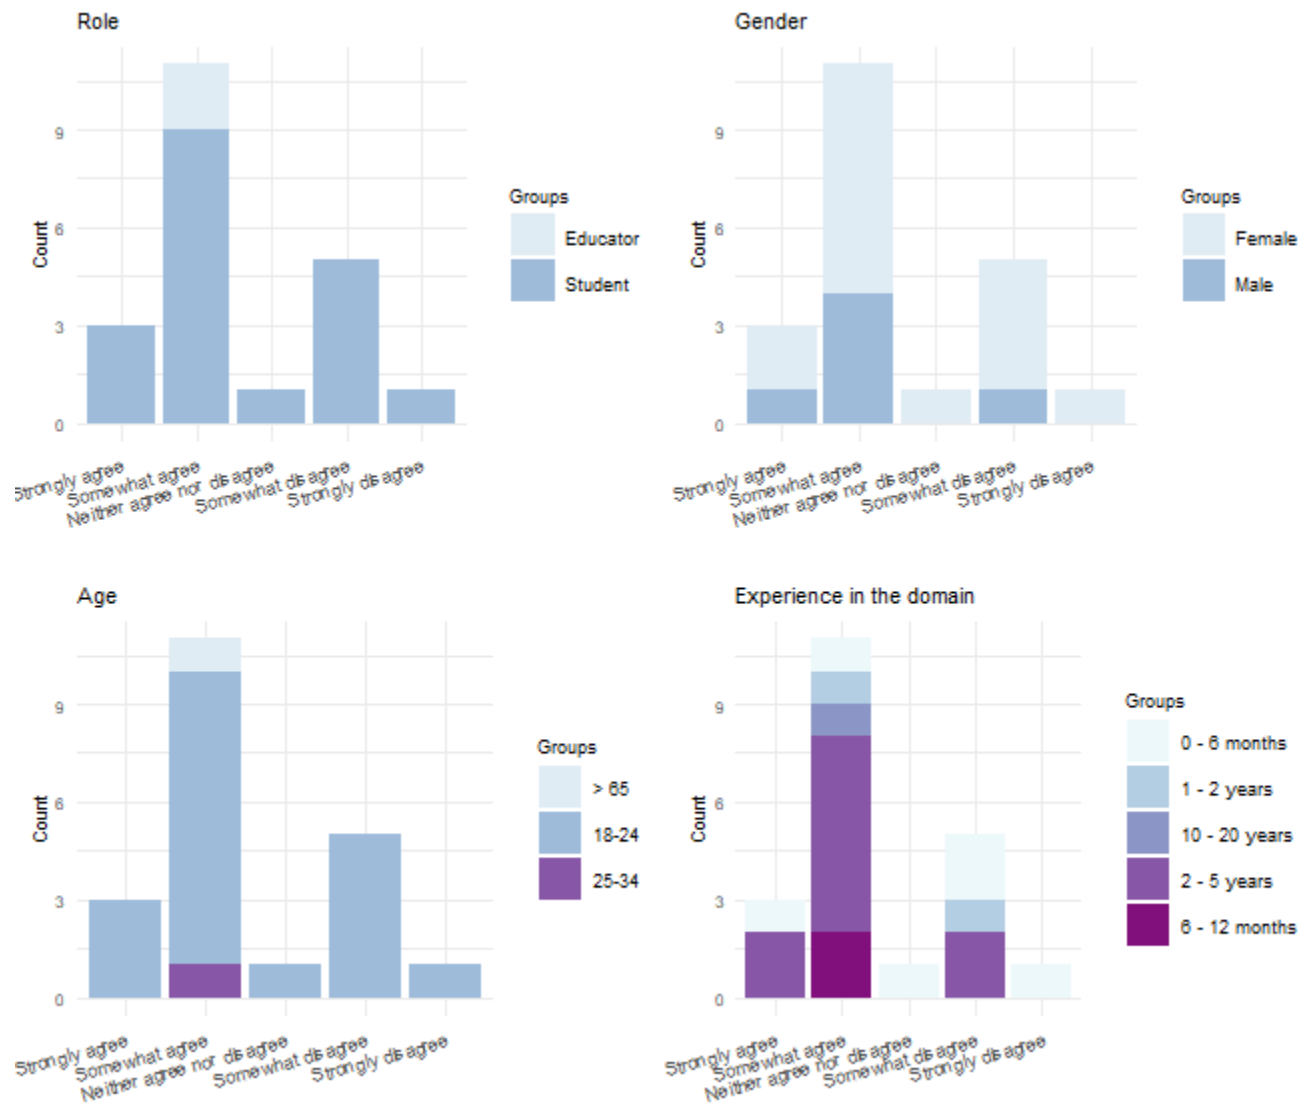 Role
Count
9
6
3
0
Strongly agree
Somewhat agree
Neither agree nor disagree
Somewhat disagree
Strongly disagree
Groups
Educator
Student
Gender
Count
9
6
3
0
Strongly agree
Somewhat agree
Neither agree nor disagree
Somewhat disagree
Strongly disagree
Groups
Female
Male
Age
Count
9
6
3
0
Strongly agree
Somewhat agree
Neither agree nor disagree
Somewhat disagree
Strongly disagree
Groups
> 65
18-24
25-34
Experience in the domain
Count
9
6
3
0
Strongly agree
Somewhat agree
Neither agree nor disagree
Somewhat disagree
Strongly disagree
Groups
0 - 6 months
1 - 2 years
10 - 20 years
2 - 5 years
6 - 12 months